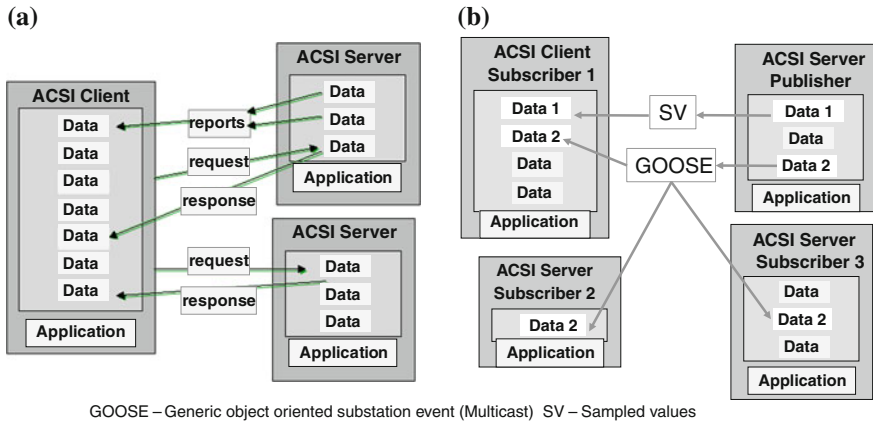 (a)
ACSI Client
Data
Data
Data
Data
Data
Data
Data
Application
reports
request
response
request
response
ACSI Server
Data
Data
Data
Application
ACSI Server
Data
Data
Data
Application
(b)
ACSI Client
Subscriber 1
Data 1
Data 2
Data
Data
Application
SV
GOOSE
ACSI Server
Publisher
Data 1
Data
Data 2
Application
ACSI Server
Subscriber 2
Data 2
Application
ACSI Server
Subscriber 3
Data
Data 2
Data
Application
GOOSE – Generic object oriented substation event (Multicast) SV – Sampled values